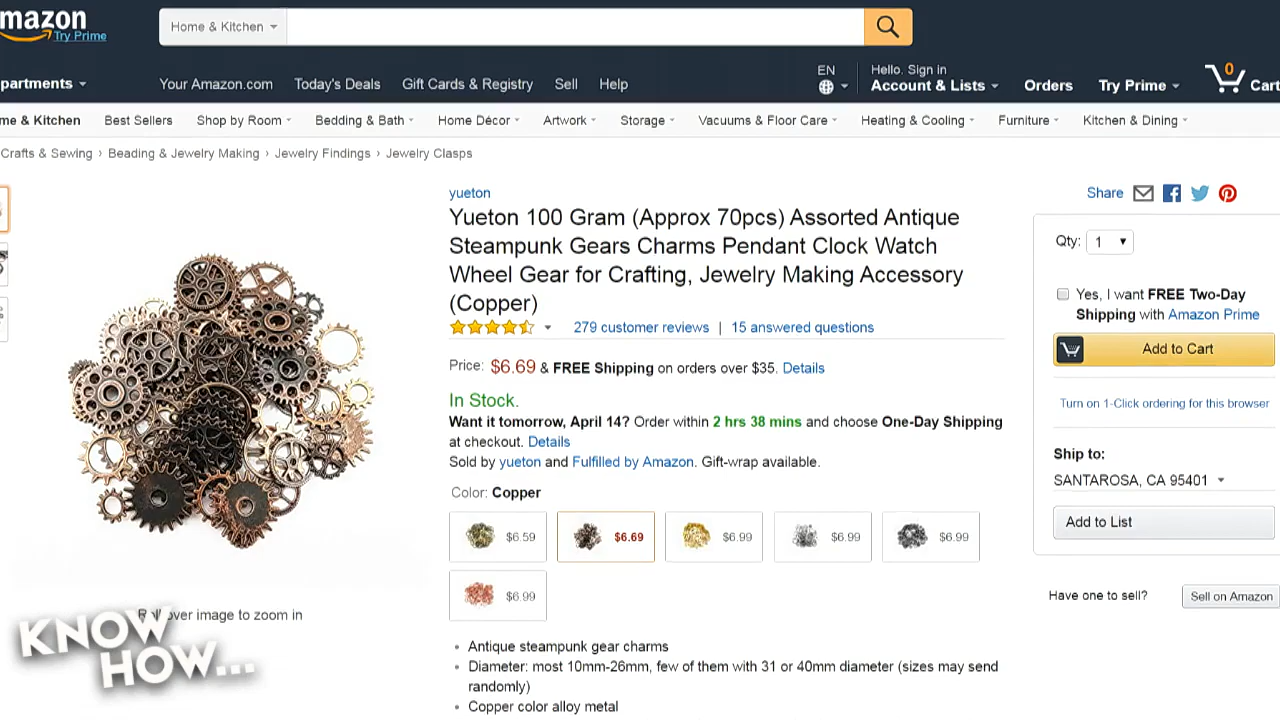 mazon
Try Prime
Home & Kitchen
partments
Your Amazon.com
Today's Deals
Gift Cards & Registry
Sell
Help
EN
Hello. Sign in
Account & Lists
Orders
Try Prime
0
Cart
me & Kitchen
Best Sellers
Shop by Room
Bedding & Bath
Home Décor
Artwork
Storage
Vacuums & Floor Care
Heating & Cooling
Furniture
Kitchen & Dining
Crafts & Sewing › Beading & Jewelry Making › Jewelry Findings › Jewelry Clasps
yueton
Yueton 100 Gram (Approx 70pcs) Assorted Antique
Steampunk Gears Charms Pendant Clock Watch
Wheel Gear for Crafting, Jewelry Making Accessory
(Copper)
279 customer reviews | 15 answered questions
Price: $6.69 & FREE Shipping on orders over $35. Details
In Stock.
Want it tomorrow, April 14? Order within 2 hrs 38 mins and choose One-Day Shipping
at checkout. Details
Sold by yueton and Fulfilled by Amazon. Gift-wrap available.
Color: Copper
$6.59
$6.69
$6.99
$6.99
$6.99
$6.99
Antique steampunk gear charms
Diameter: most 10mm-26mm, few of them with 31 or 40mm diameter (sizes may send
randomly)
Copper color alloy metal
Share
Qty: 1
Yes, I want FREE Two-Day
Shipping with Amazon Prime
Add to Cart
Turn on 1-Click ordering for this browser
Ship to:
SANTAROSA, CA 95401
Add to List
Have one to sell?
Sell on Amazon
Roll over image to zoom in
KNOW
HOW...